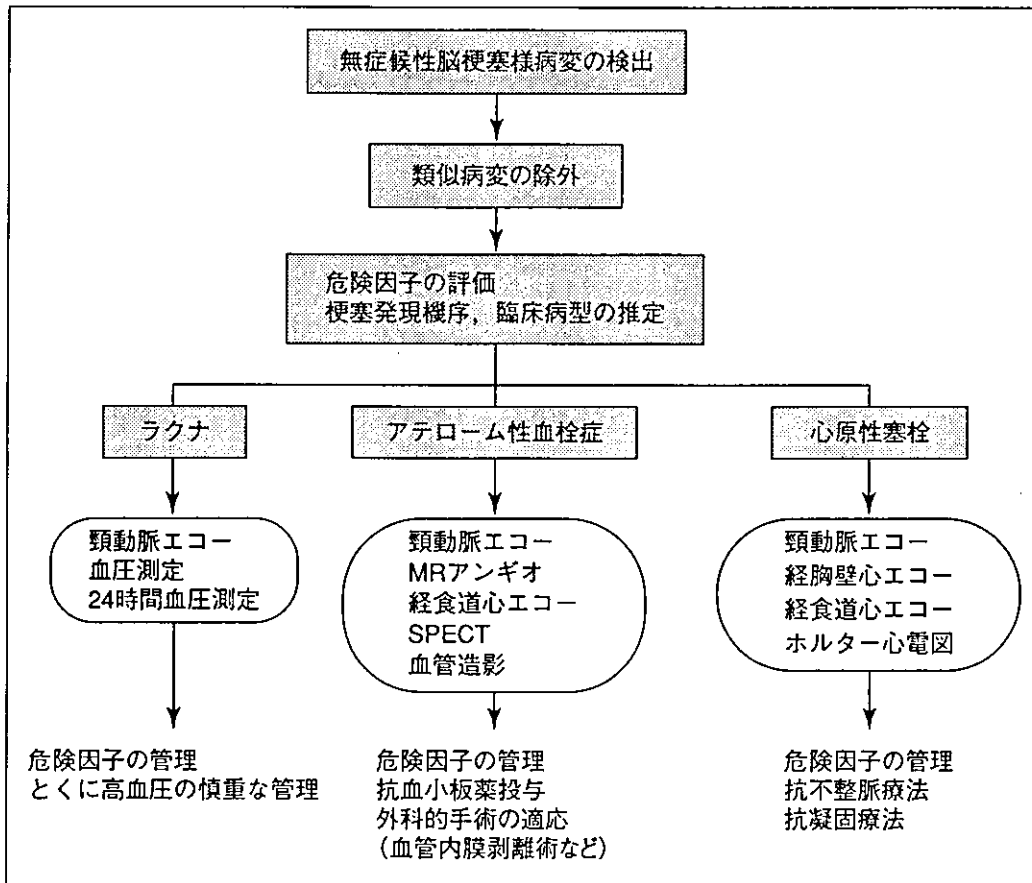 無症候性脳梗塞様病変の検出
類似病変の除外
危険因子の評価
梗塞発現機序，臨床病型の推定
ラクナ
頸動脈エコー
血圧測定
24時間血圧測定
危険因子の管理
とくに高血圧の慎重な管理
アテローム性血栓症
頸動脈エコー
MRアンギオ
経食道心エコー
SPECT
血管造影
危険因子の管理
抗血小板薬投与
外科的手術の適応
（血管内膜剥離術など）
心原性塞栓
頸動脈エコー
経胸壁心エコー
経食道心エコー
ホルター心電図
危険因子の管理
抗不整脈療法
抗凝固療法